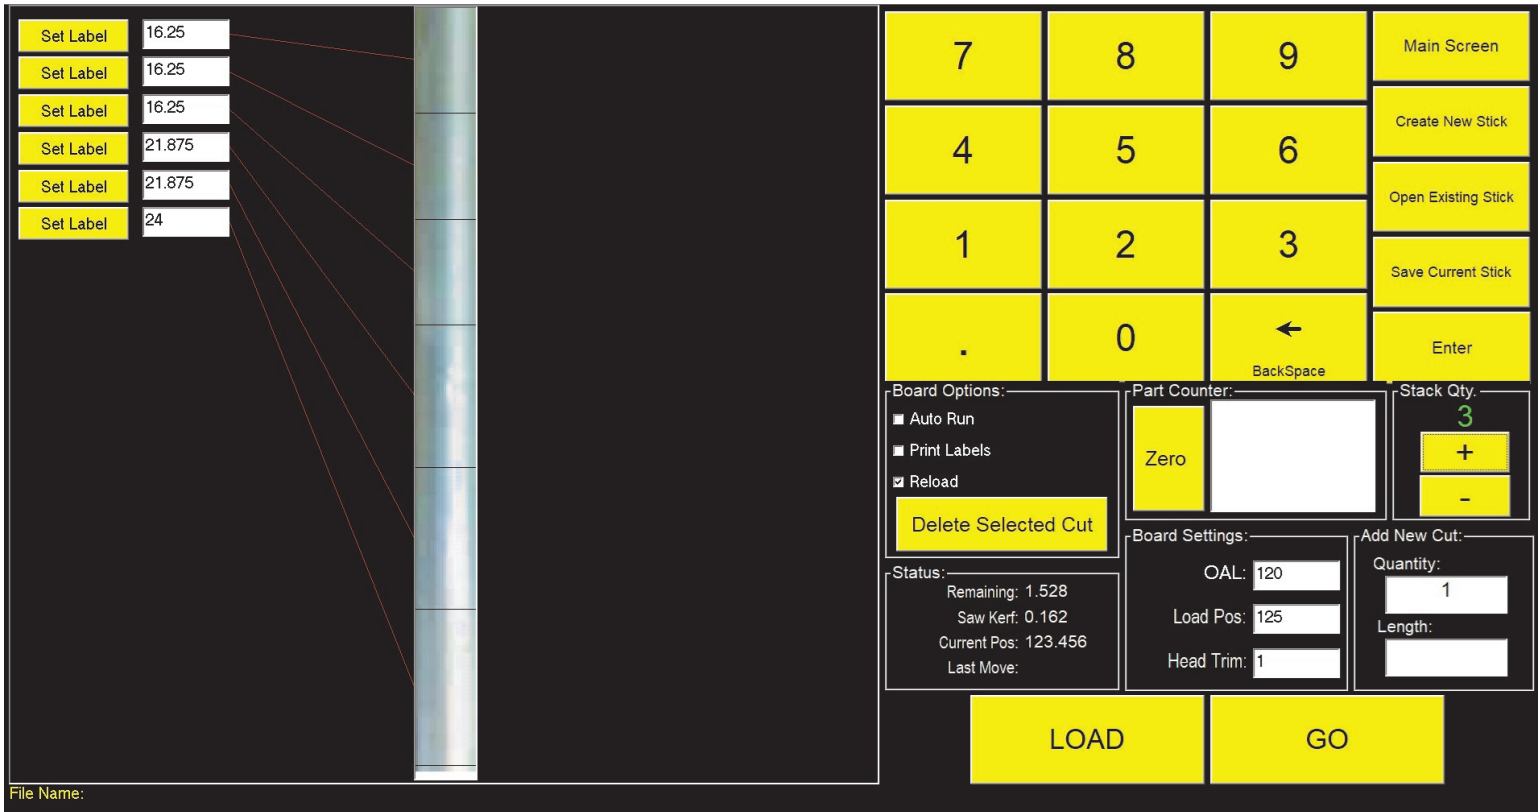 Set Label 16.25
Set Label 16.25
Set Label 16.25
Set Label 21.875
Set Label 21.875
Set Label 24
7 8 9 Main Screen
Create New Stick
4 5 6
Open Existing Stick
1 2 3
Save Current Stick
. 0 ← BackSpace
Enter
Board Options:
Auto Run
Print Labels
Reload
Delete Selected Cut
Part Counter:
Zero
Stack Qty.
3
+
-
Status:
Remaining: 1.528
Saw Kerf: 0.162
Current Pos: 123.456
Last Move:
Board Settings:
OAL: 120
Load Pos: 125
Head Trim: 1
Add New Cut:
Quantity:
1
Length:
LOAD GO
File Name: